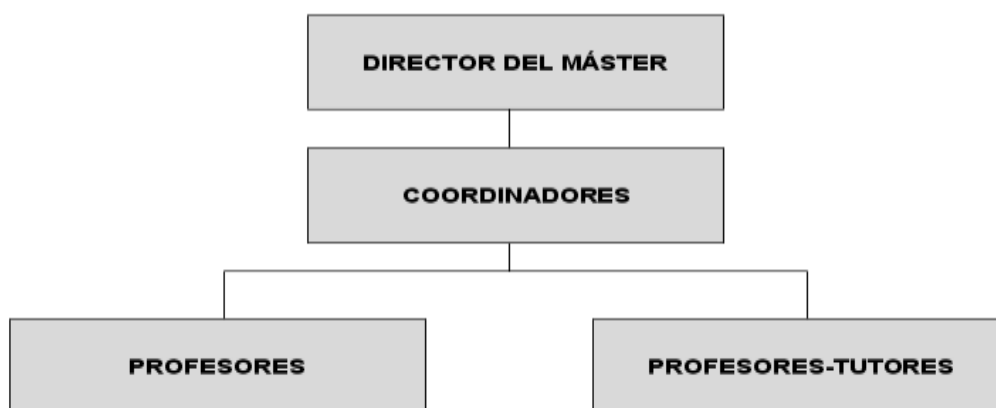 DIRECTOR DEL MÁSTER
COORDINADORES
PROFESORES
PROFESORES-TUTORES